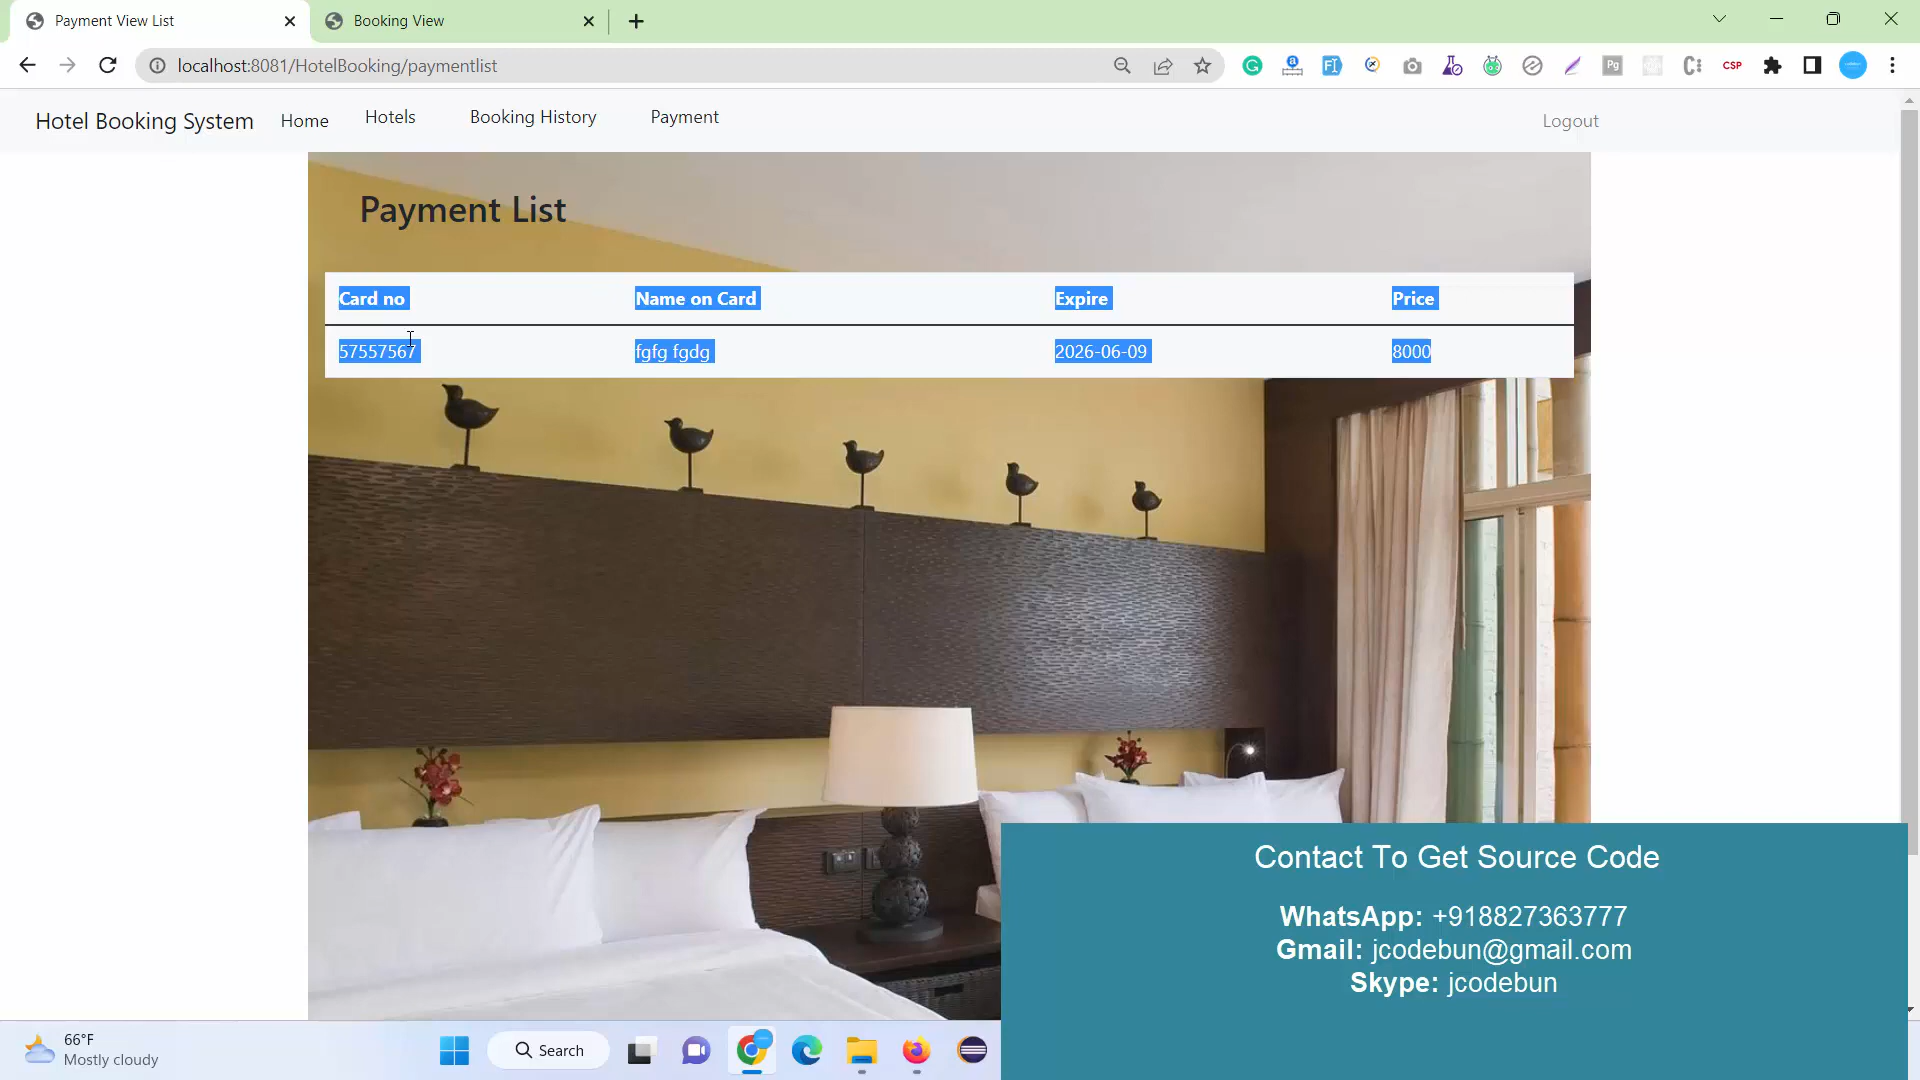 Payment View List
Booking View
localhost:8081/HotelBooking/paymentlist
Pg
CSP
Hotel Booking System Home Hotels Booking History Payment Logout
Payment List
Card no Name on Card Expire Price
57557567 fgfg fgdg 2026-06-09 8000
Contact To Get Source Code
WhatsApp: +918827363777
Gmail: jcodebun@gmail.com
Skype: jcodebun
66°F
Mostly cloudy
Search